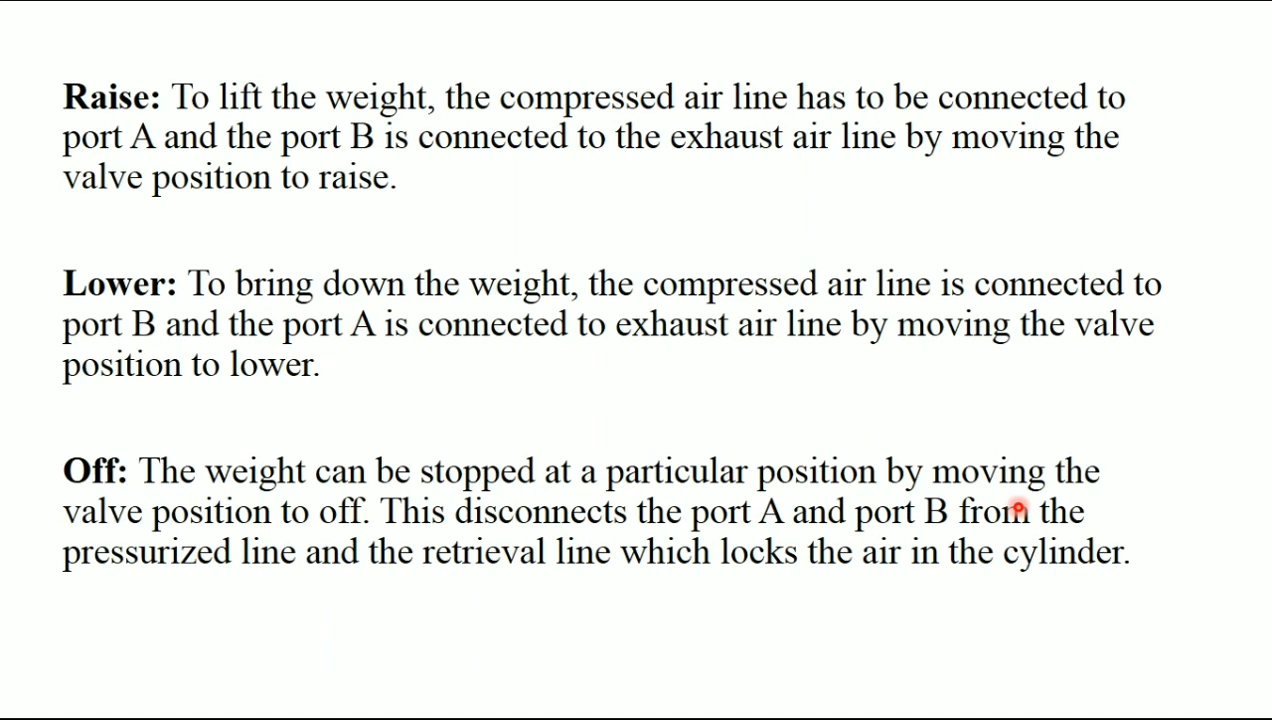 Raise: To lift the weight, the compressed air line has to be connected to
port A and the port B is connected to the exhaust air line by moving the
valve position to raise.
Lower: To bring down the weight, the compressed air line is connected to
port B and the port A is connected to exhaust air line by moving the valve
position to lower.
Off: The weight can be stopped at a particular position by moving the
valve position to off. This disconnects the port A and port B from the
pressurized line and the retrieval line which locks the air in the cylinder.